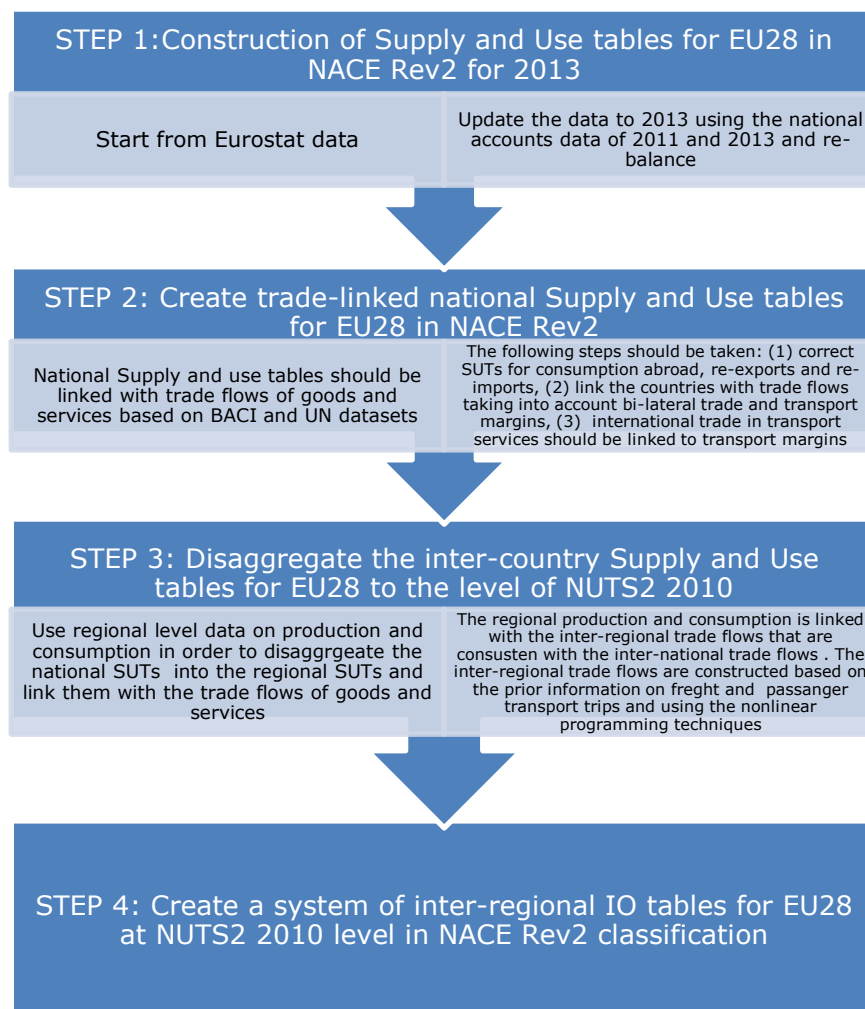 STEP 1:Construction of Supply and Use tables for EU28 in
NACE Rev2 for 2013
Start from Eurostat data
Update the data to 2013 using the national
accounts data of 2011 and 2013 and re-
balance
STEP 2: Create trade-linked national Supply and Use tables
for EU28 in NACE Rev2
National Supply and use tables should be
linked with trade flows of goods and
services based on BACI and UN datasets
The following steps should be taken: (1) correct
SUTs for consumption abroad, re-exports and re-
imports, (2) link the countries with trade flows
taking into account bi-lateral trade and transport
margins, (3) international trade in transport
services should be linked to transport margins
STEP 3: Disaggregate the inter-country Supply and Use
tables for EU28 to the level of NUTS2 2010
Use regional level data on production and
consumption in order to disaggrgeate the
national SUTs into the regional SUTs and
link them with the trade flows of goods and
services
The regional production and consumption is linked
with the inter-regional trade flows that are
consusten with the inter-national trade flows . The
inter-regional trade flows are constructed based on
the prior information on freght and passanger
transport trips and using the nonlinear
programming techniques
STEP 4: Create a system of inter-regional IO tables for EU28
at NUTS2 2010 level in NACE Rev2 classification